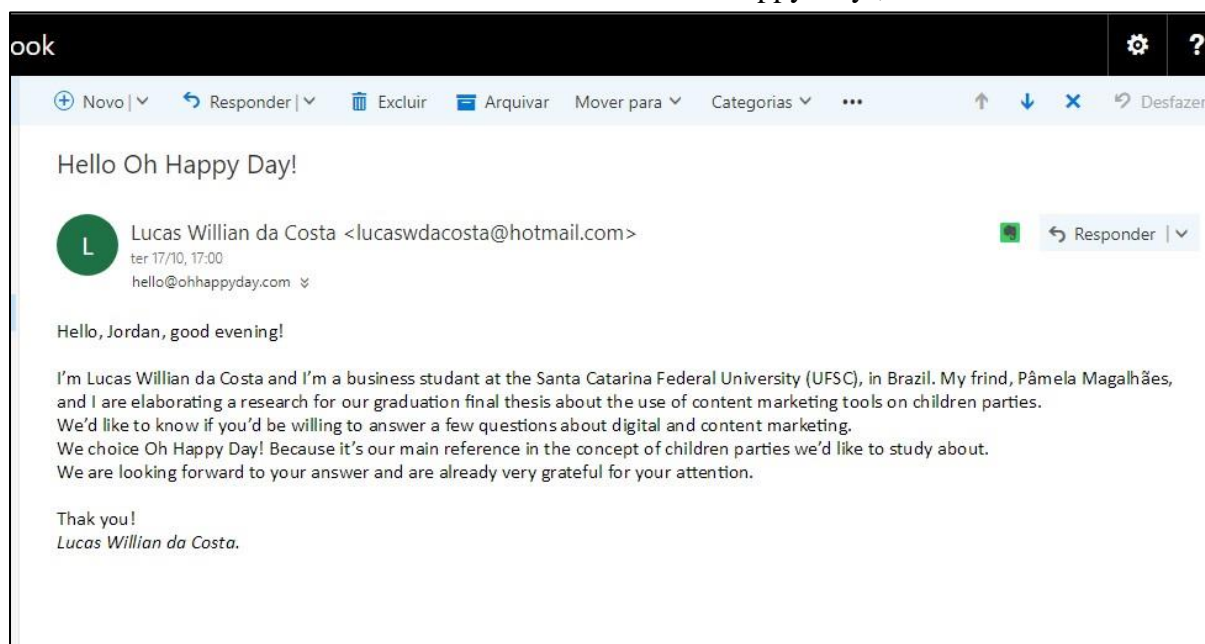 ook
?
Novo | Responder | Excluir Arquivar Mover para Categorias ••• Desfazer
Hello Oh Happy Day!
L
Lucas Willian da Costa <lucaswdacosta@hotmail.com>
Responder |
ter 17/10, 17:00
hello@ohhappyday.com
Hello, Jordan, good evening!
I'm Lucas Willian da Costa and I'm a business studant at the Santa Catarina Federal University (UFSC), in Brazil. My frind, Pâmela Magalhães,
and I are elaborating a research for our graduation final thesis about the use of content marketing tools on children parties.
We'd like to know if you'd be willing to answer a few questions about digital and content marketing.
We choice Oh Happy Day! Because it's our main reference in the concept of children parties we'd like to study about.
We are looking forward to your answer and are already very grateful for your attention.
Thak you!
Lucas Willian da Costa.